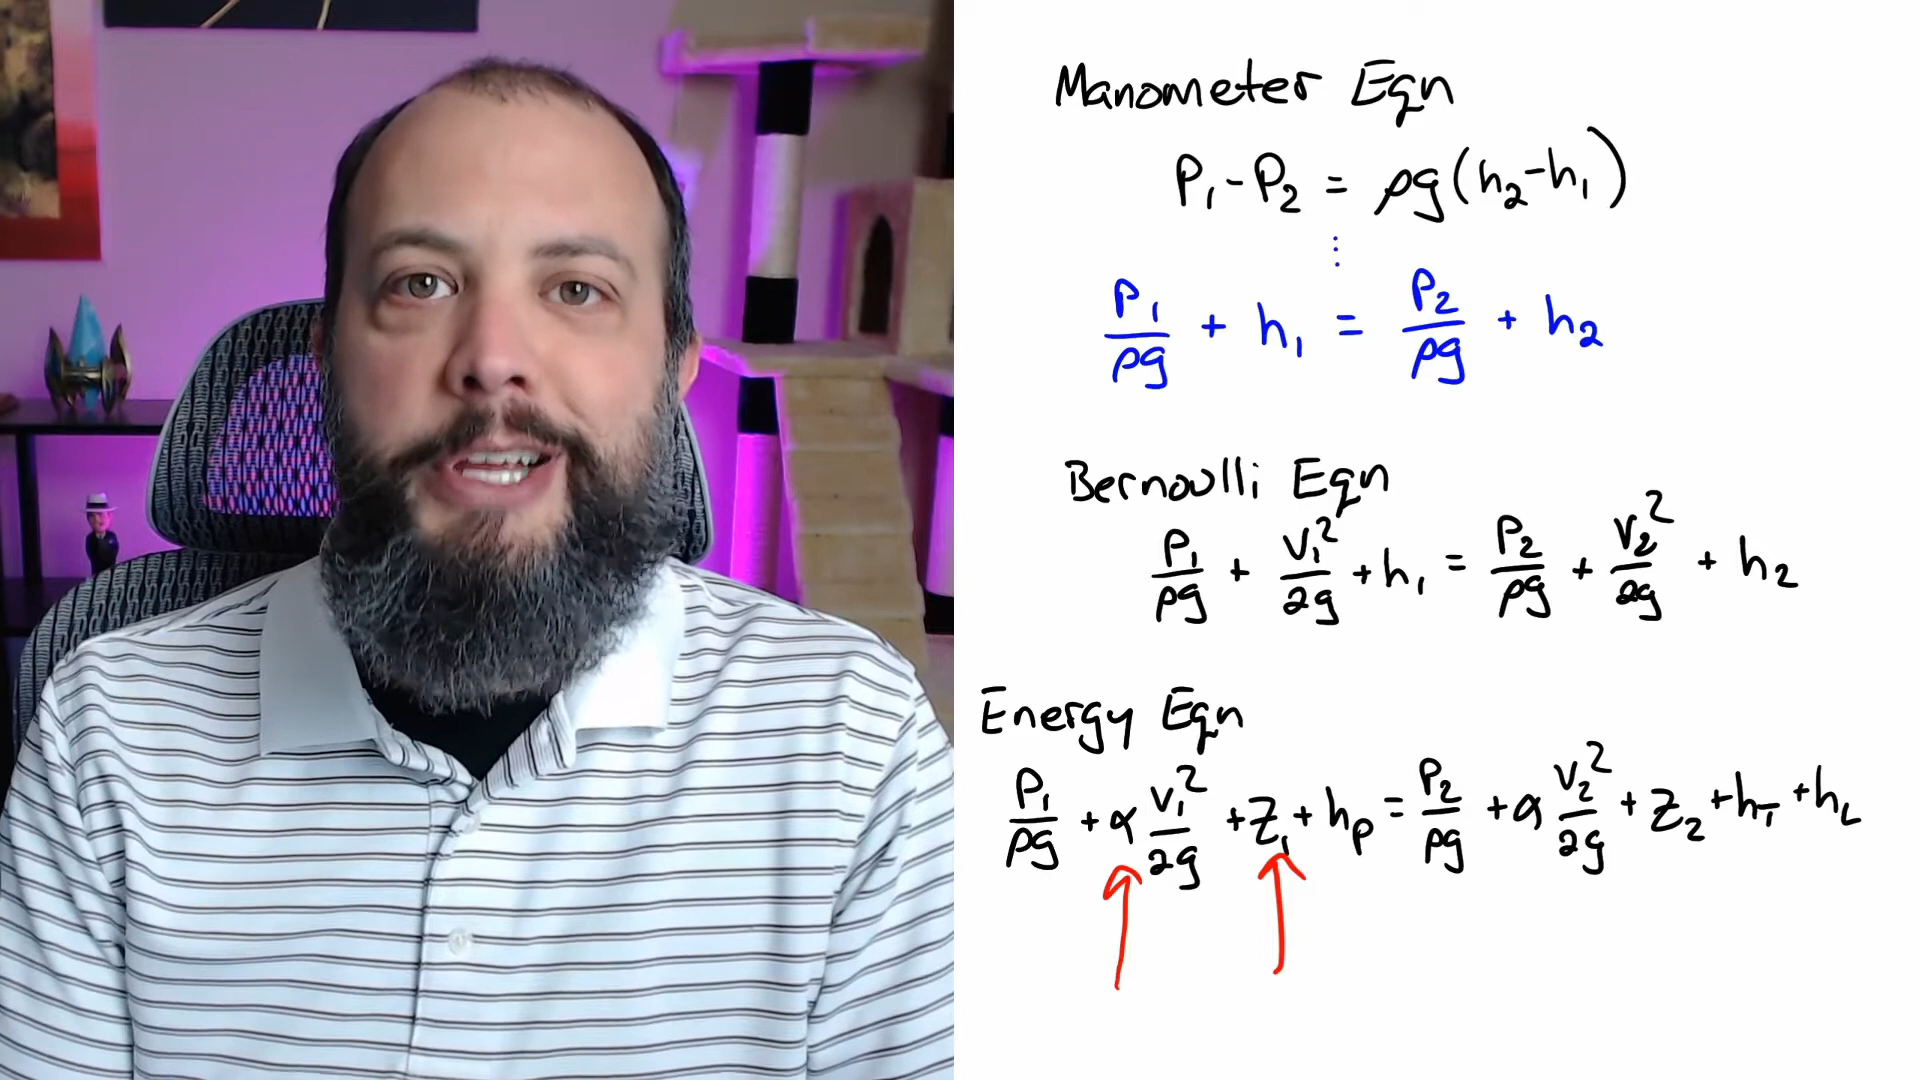 Manometer Eqn
P₁-P₂ = ρg(h₂-h₁)
⋮
P₁/ρg + h₁ = P₂/ρg + h₂
Bernoulli Eqn
P₁/ρg + V₁²/2g + h₁ = P₂/ρg + V₂²/2g + h₂
Energy Eqn
P₁/ρg + α V₁²/2g + Z₁ + hₚ = P₂/ρg + α V₂²/2g + Z₂ + h_T + h_L